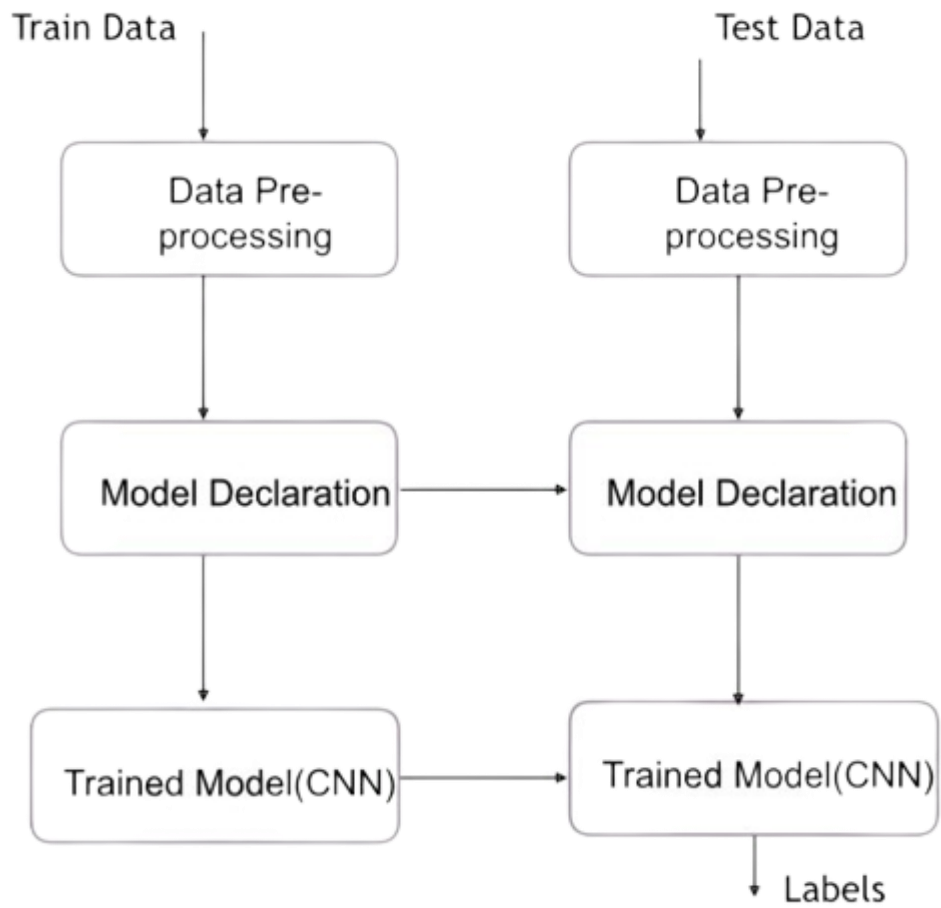 Train Data
Test Data
Data Pre-
processing
Data Pre-
processing
Model Declaration
Model Declaration
Trained Model(CNN)
Trained Model(CNN)
Labels